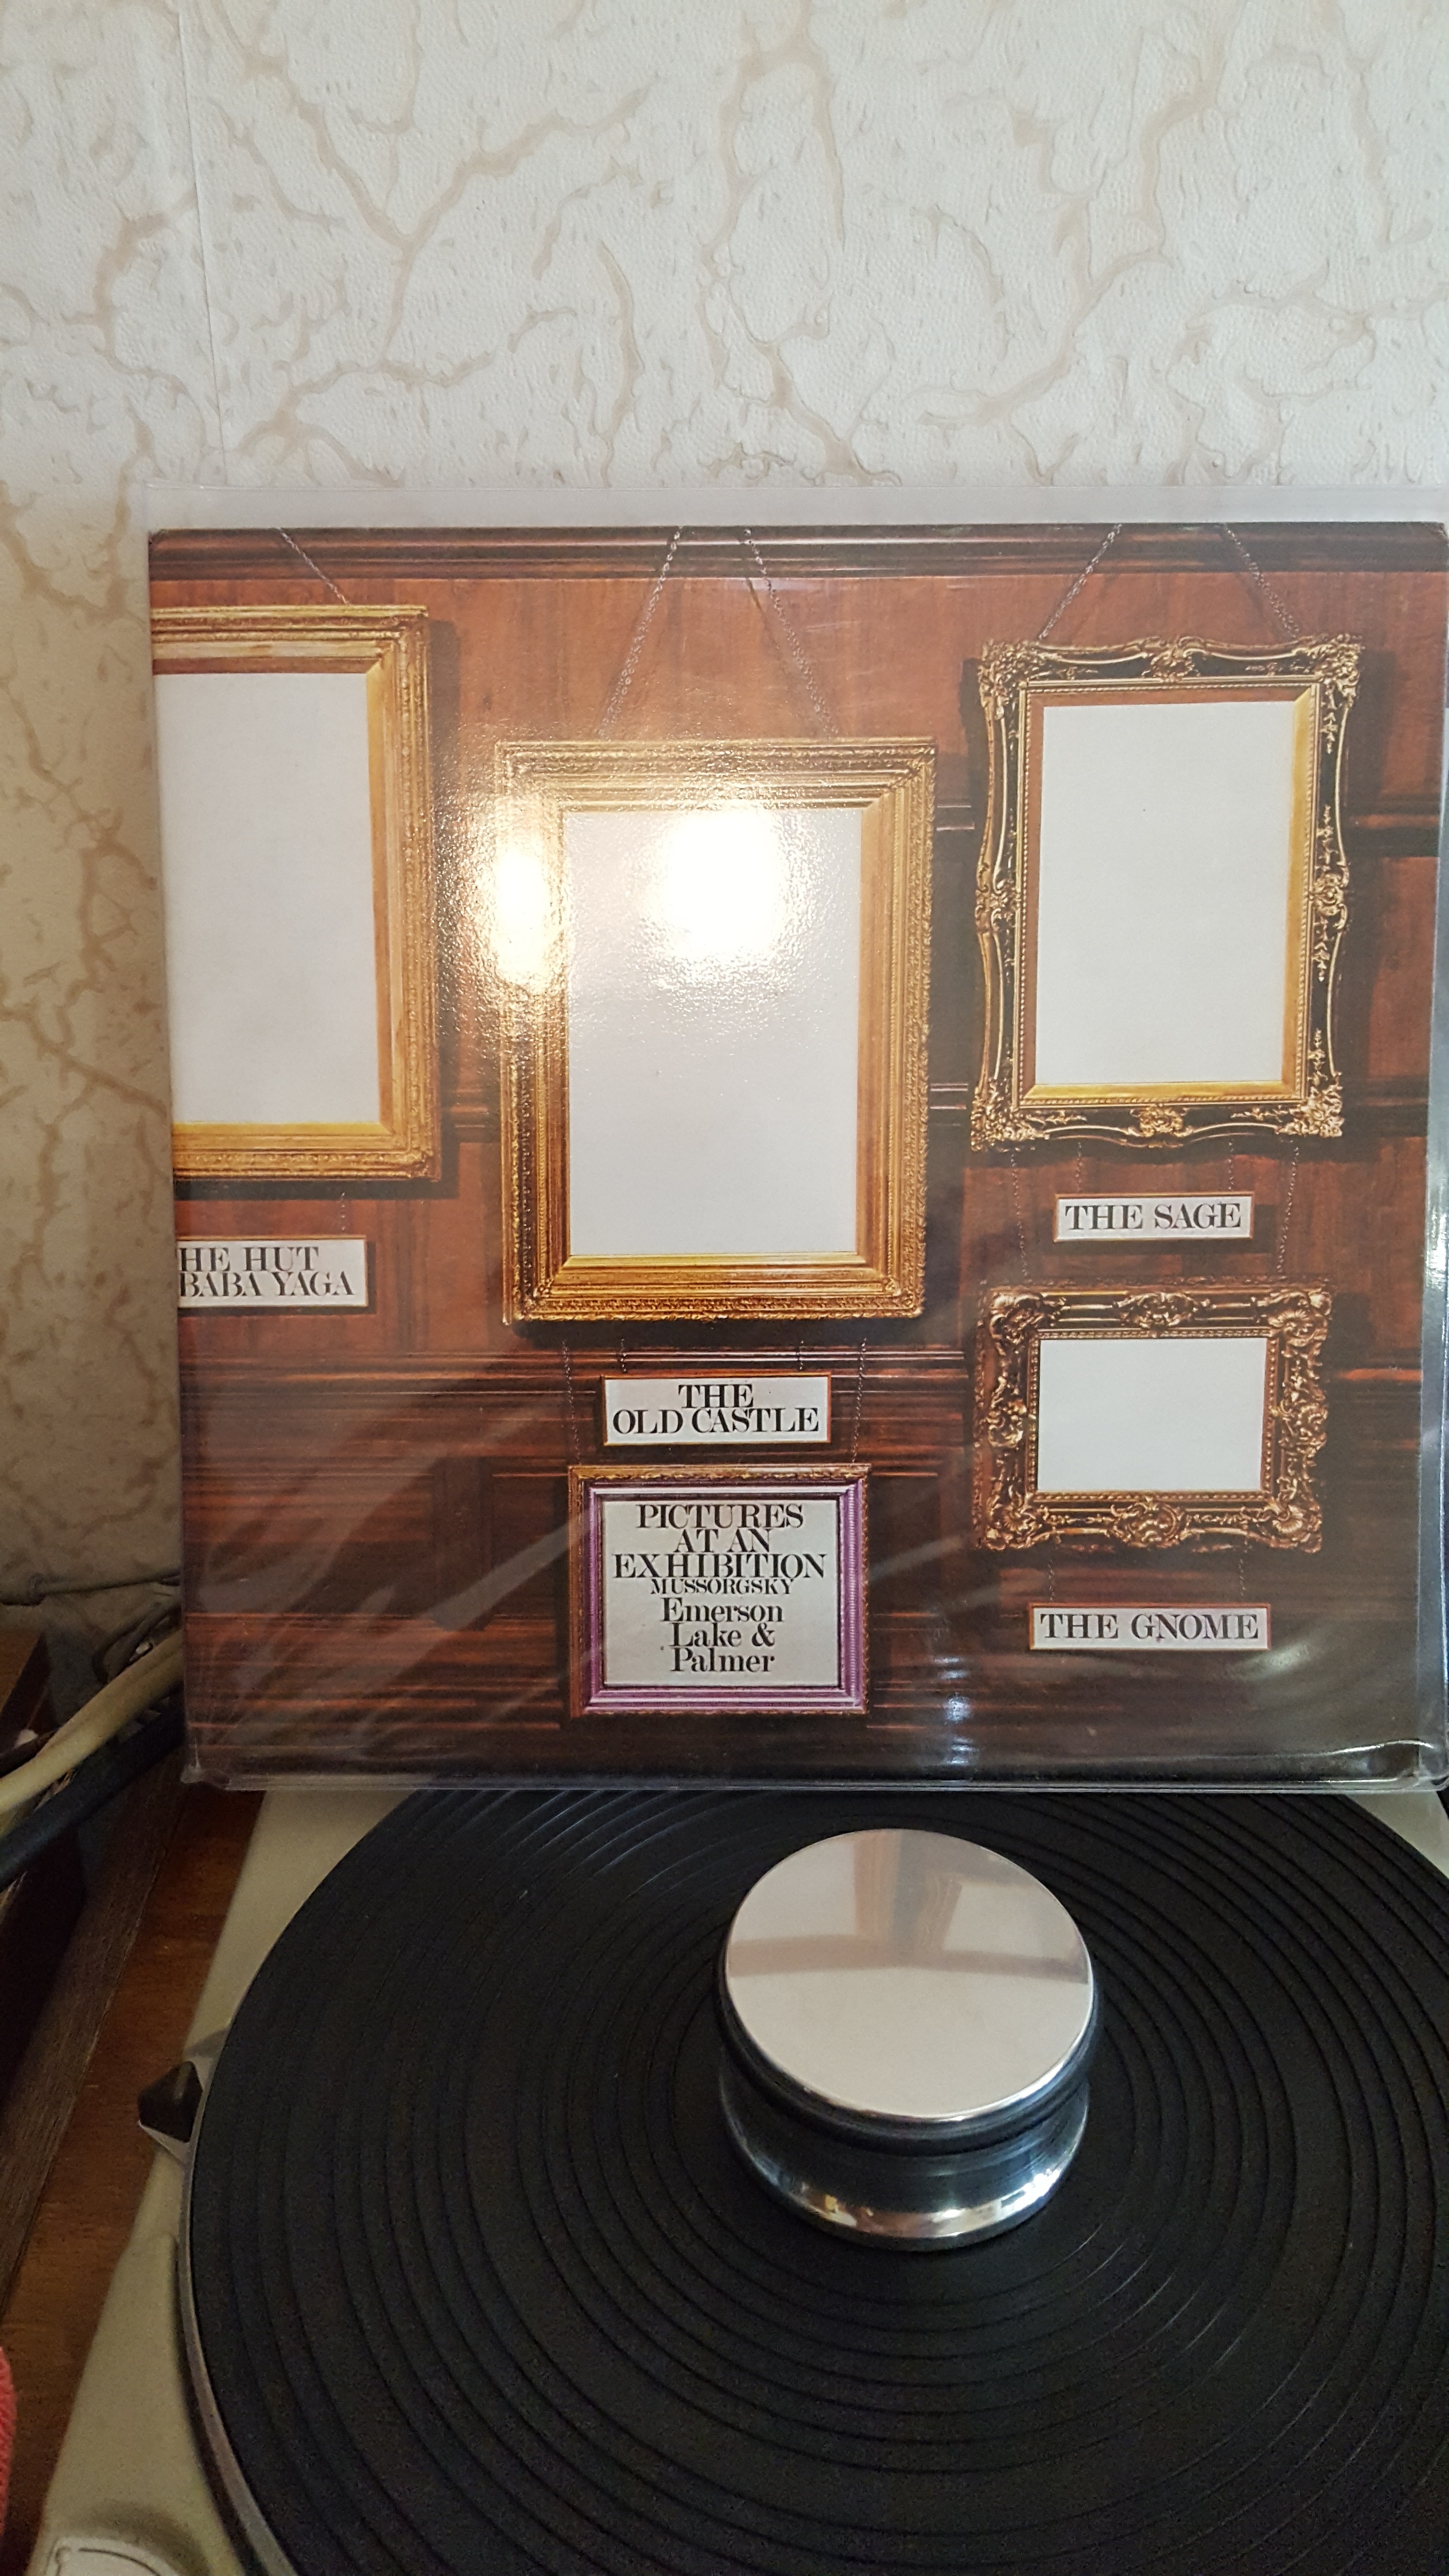 HE HUT
BABA YAGA
THE
OLD CASTLE
PICTURES
AT AN
EXHIBITION
MUSSORGSKY
Emerson
Lake &
Palmer
THE SAGE
THE GNOME